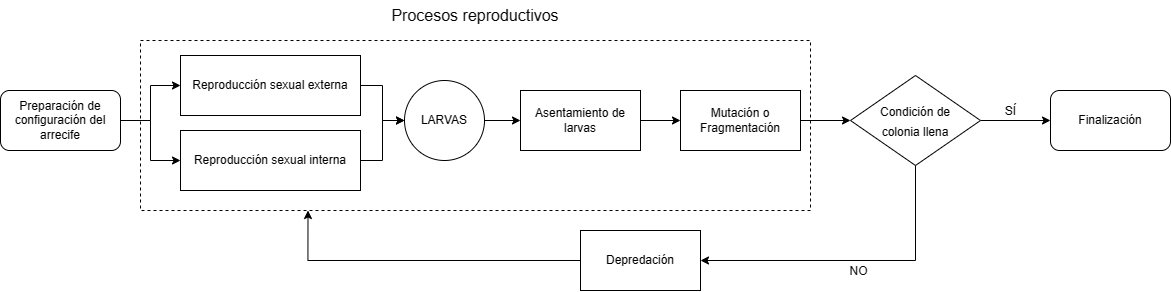 Procesos reproductivos
Preparación de
configuración del
arrecife
Reproducción sexual externa
Reproducción sexual interna
LARVAS
Asentamiento de
larvas
Mutación o
Fragmentación
Condición de
colonia llena
SÍ
Finalización
NO
Depredación